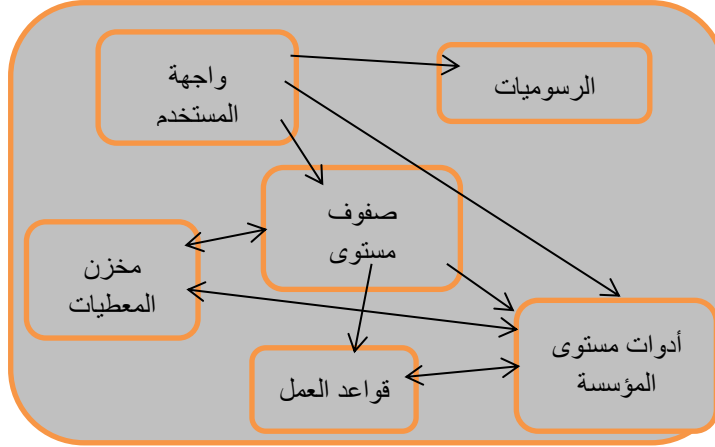 واجهة
المستخدم
الرسوميات
صفوف
مستوى
مخزن
المعطيات
أدوات مستوى
المؤسسة
قواعد العمل